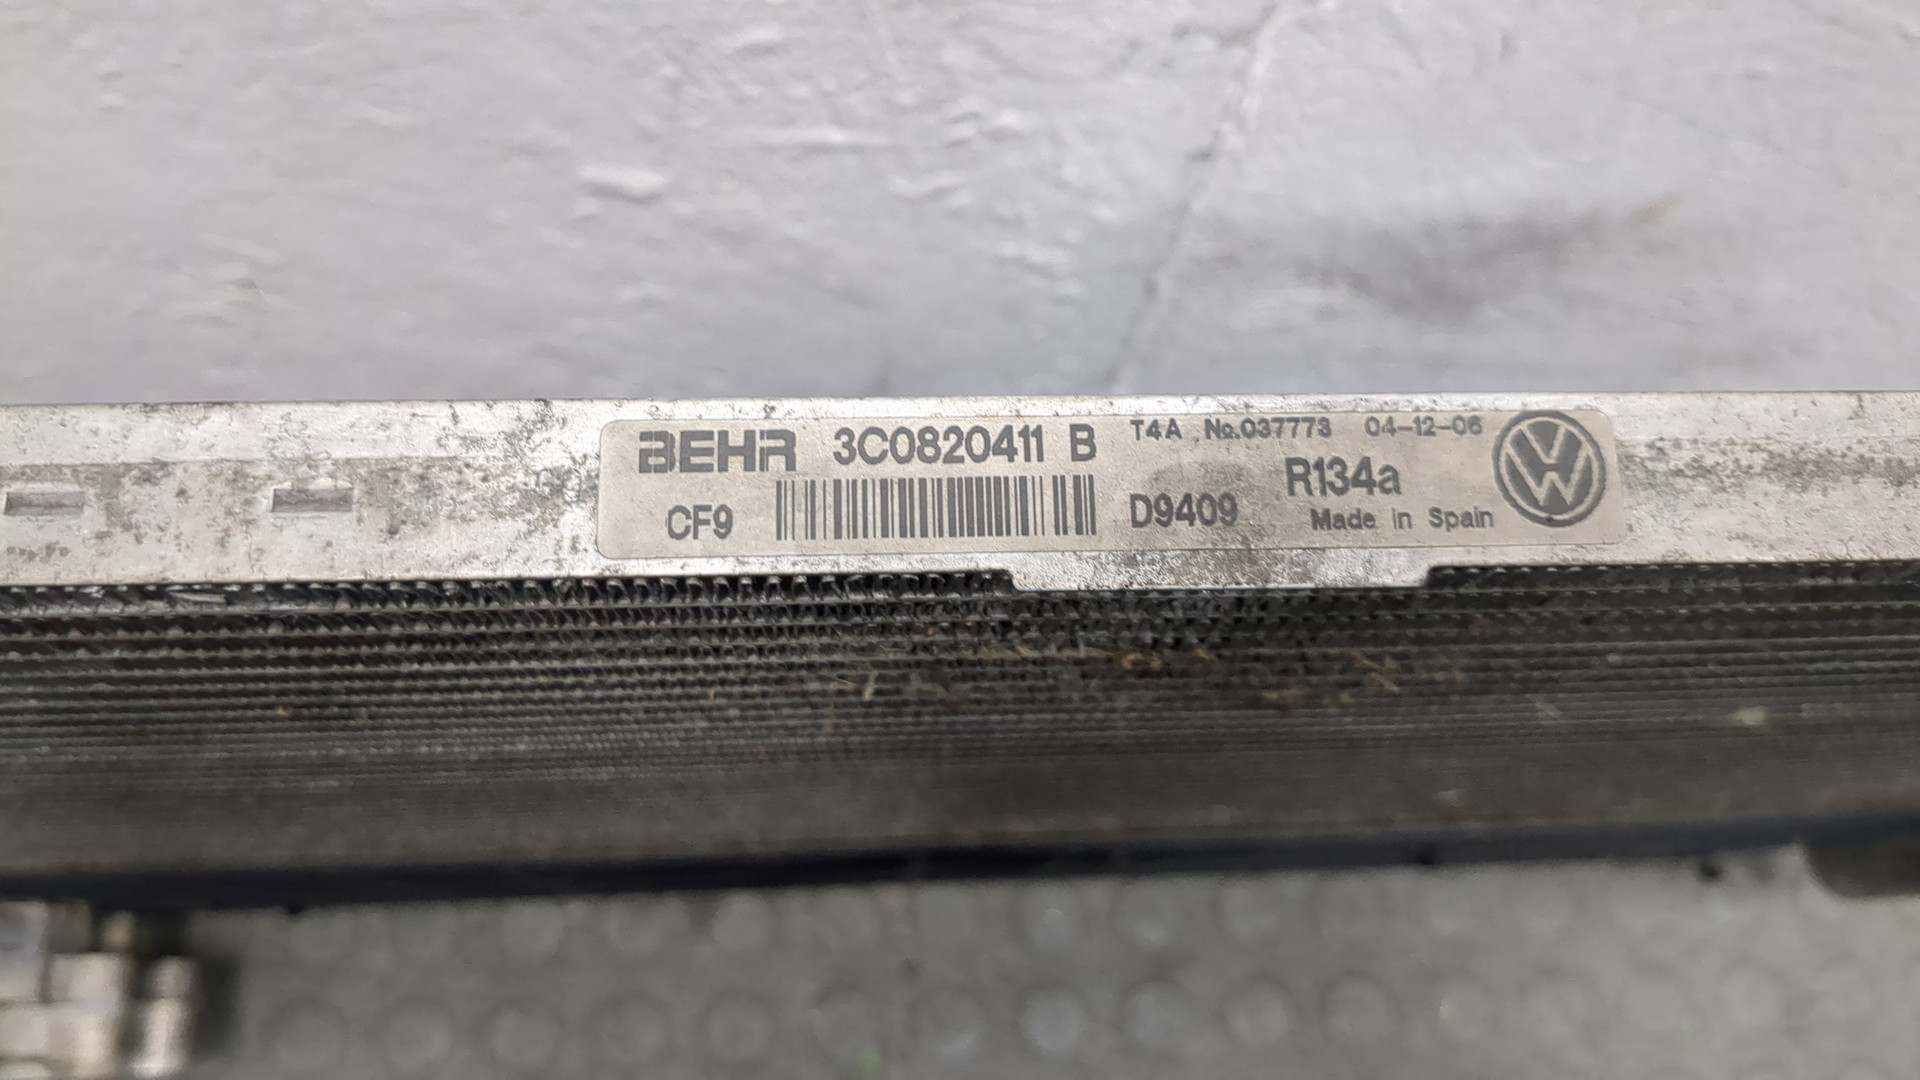 BEHR 3C0820411 B T4A No.037773 04-12-06
CF9 D9409 R134a
Made in Spain